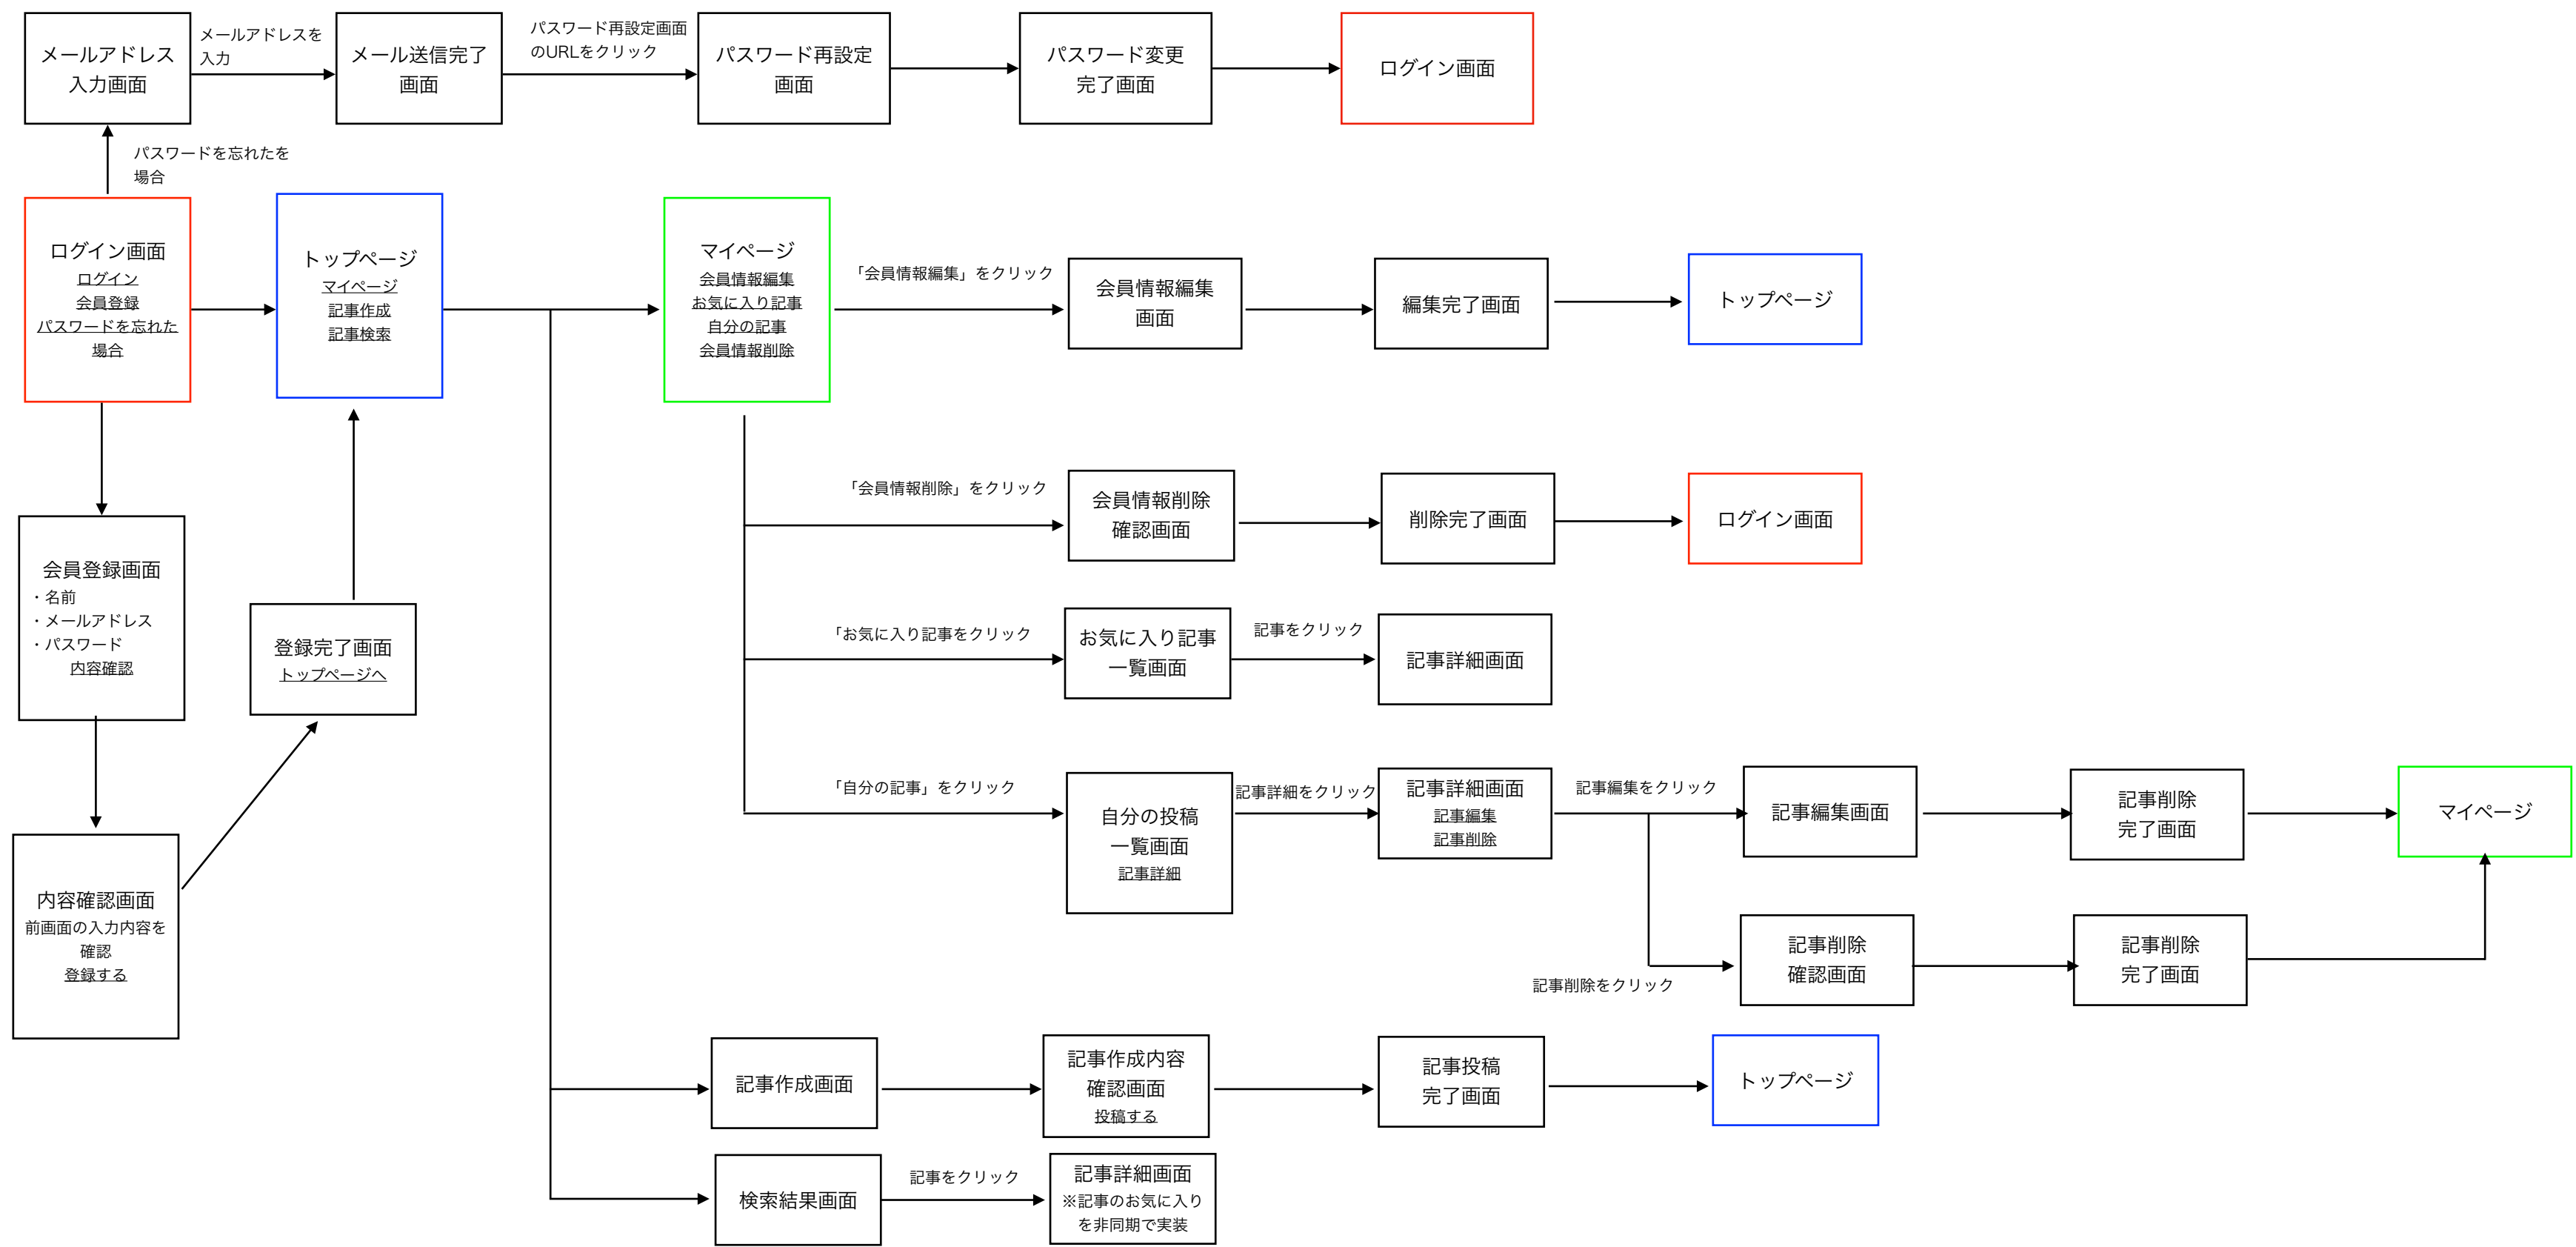 メールアドレス
入力画面
メールアドレスを
入力
メール送信完了
画面
パスワード再設定画面
のURLをクリック
パスワード再設定
画面
パスワード変更
完了画面
ログイン画面
パスワードを忘れたを
場合
ログイン画面
ログイン
会員登録
パスワードを忘れた
場合
トップページ
マイページ
記事作成
記事検索
マイページ
会員情報編集
お気に入り記事
自分の記事
会員情報削除
「会員情報編集」をクリック
会員情報編集
画面
編集完了画面
トップページ
「会員情報削除」をクリック
会員情報削除
確認画面
削除完了画面
ログイン画面
会員登録画面
・名前
・メールアドレス
・パスワード
内容確認
登録完了画面
トップページへ
「お気に入り記事をクリック
お気に入り記事
一覧画面
記事をクリック
記事詳細画面
「自分の記事」をクリック
自分の投稿
一覧画面
記事詳細
記事詳細をクリック
記事詳細画面
記事編集
記事削除
記事編集をクリック
記事編集画面
記事削除
完了画面
マイページ
内容確認画面
前画面の入力内容を
確認
登録する
記事削除をクリック
記事削除
確認画面
記事削除
完了画面
記事作成画面
記事作成内容
確認画面
投稿する
記事投稿
完了画面
トップページ
検索結果画面
記事をクリック
記事詳細画面
※記事のお気に入り
を非同期で実装